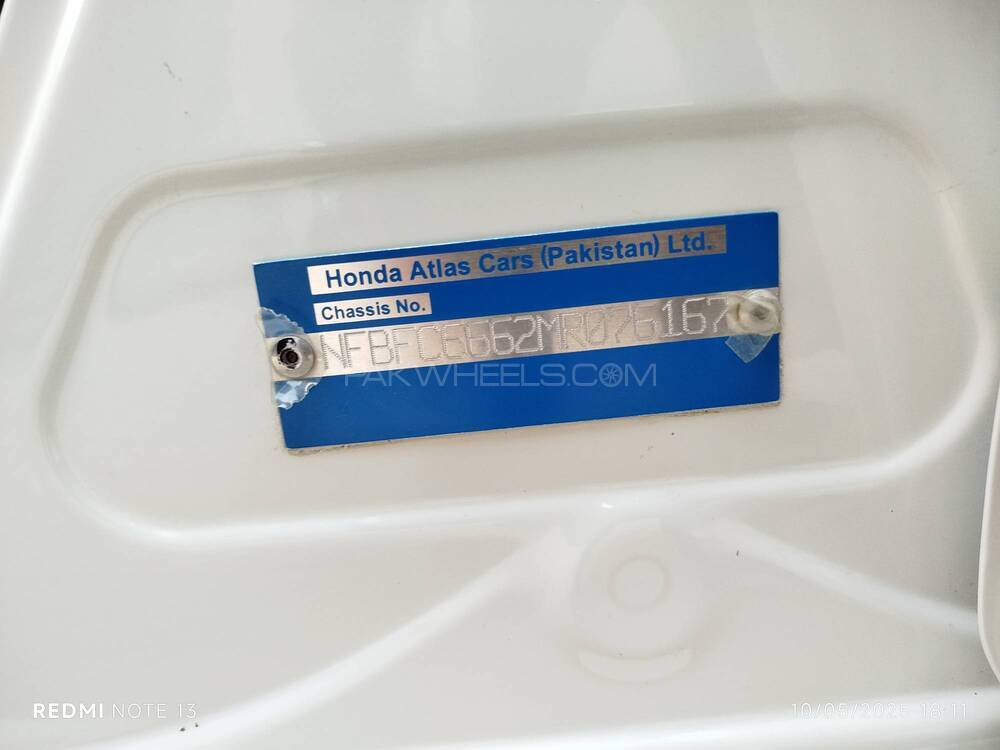 Honda Atlas Cars (Pakistan) Ltd.
Chassis No.
NFBFC6662MR076167
PAKWHEELS.COM
REDMI NOTE 13
10/05/2025 18:11